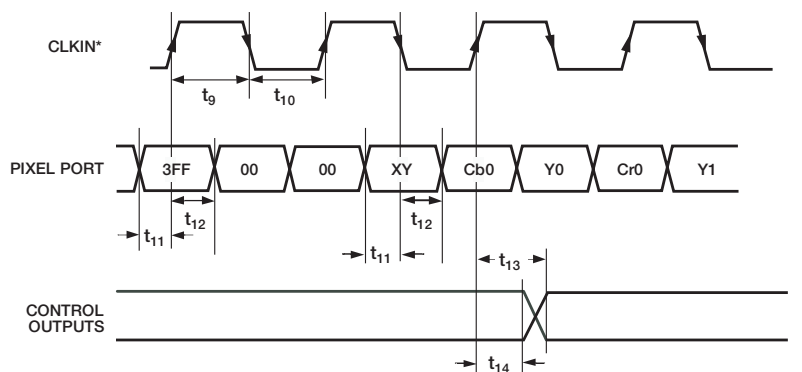 CLKIN*
t9
t10
PIXEL PORT
3FF
00
00
XY
Cb0
Y0
Cr0
Y1
t12
t12
t11
t11
t13
CONTROL
OUTPUTS
t14